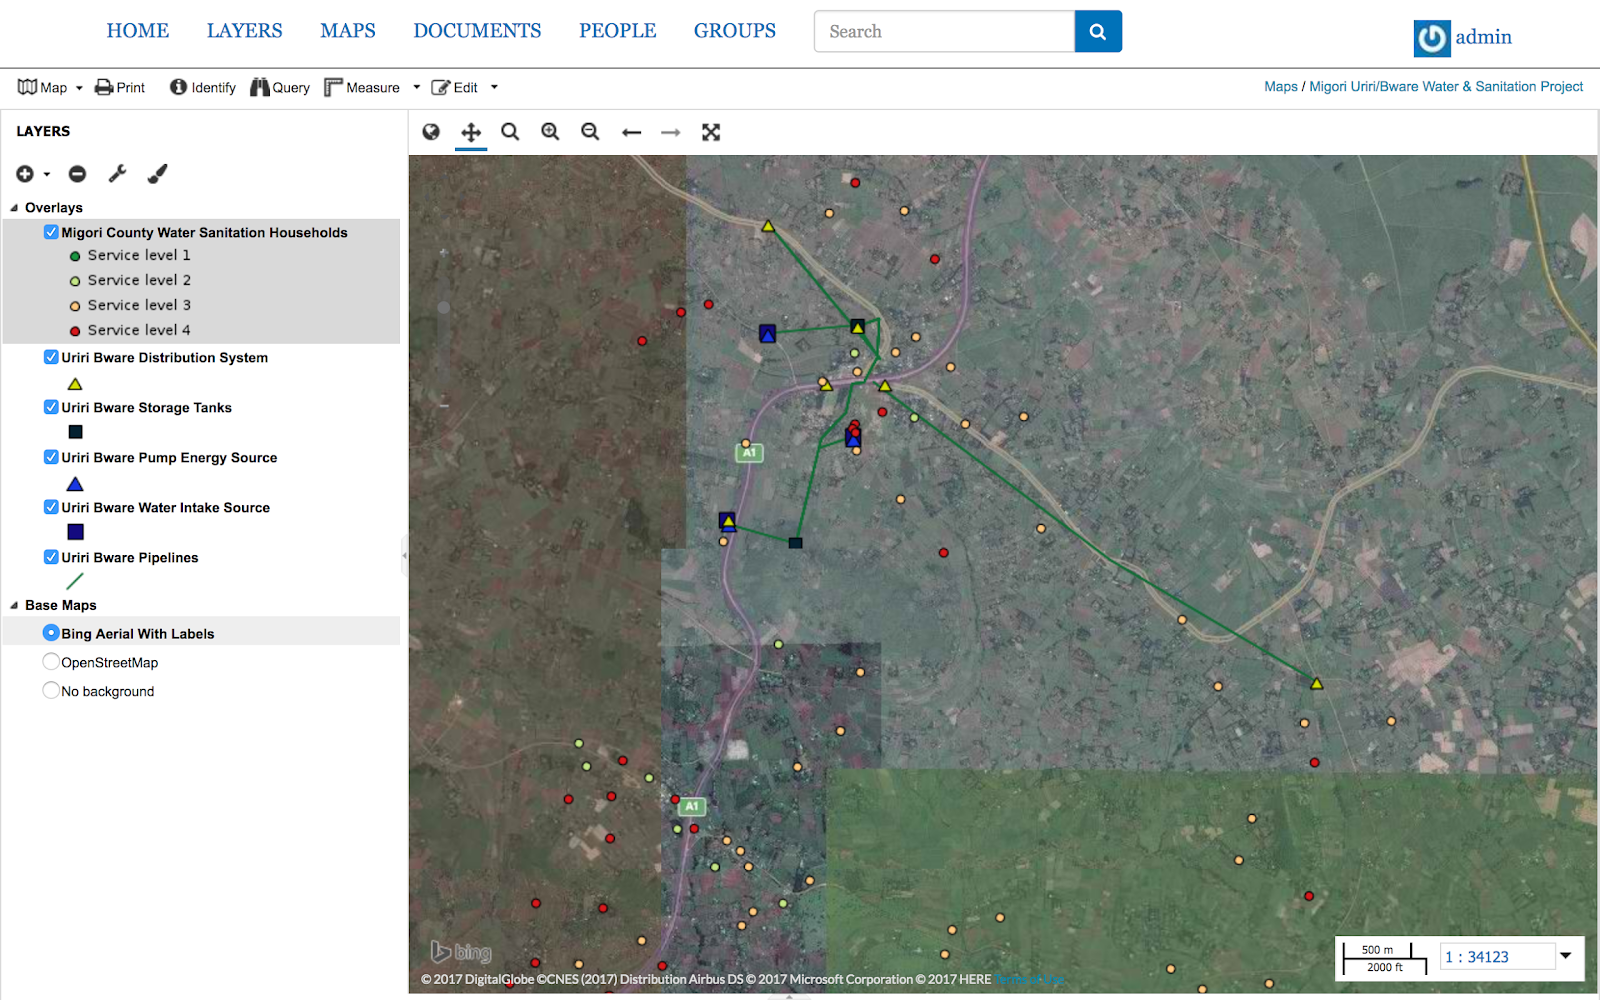 HOME LAYERS MAPS DOCUMENTS PEOPLE GROUPS Search admin
Map Print Identify Query Measure Edit Maps / Migori Uriri/Bware Water & Sanitation Project
LAYERS
Overlays
Migori County Water Sanitation Households
Service level 1
Service level 2
Service level 3
Service level 4
Uriri Bware Distribution System
Uriri Bware Storage Tanks
Uriri Bware Pump Energy Source
Uriri Bware Water Intake Source
Uriri Bware Pipelines
Base Maps
Bing Aerial With Labels
OpenStreetMap
No background
A1
A1
bing
500 m
2000 ft
1 : 34123
© 2017 DigitalGlobe ©CNES (2017) Distribution Airbus DS © 2017 Microsoft Corporation © 2017 HERE Terms of Use